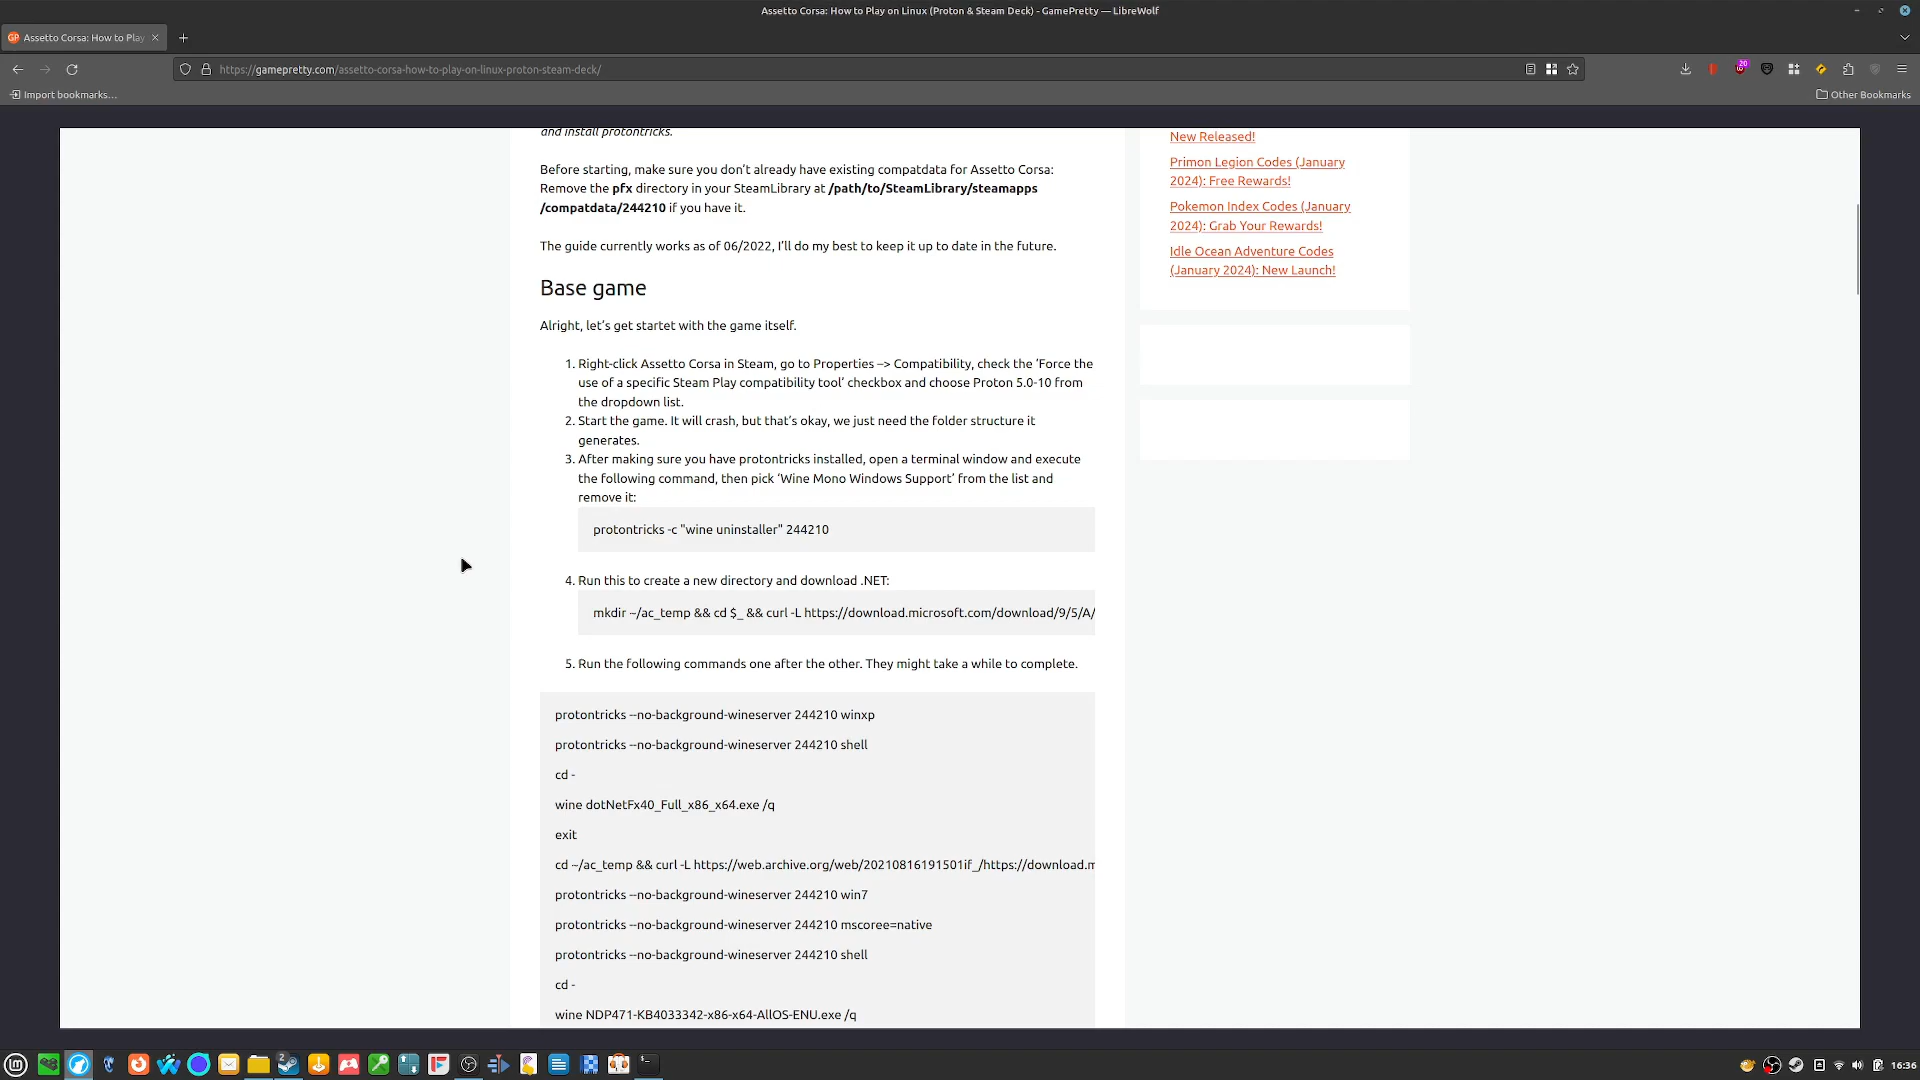 Assetto Corsa: How to Play on Linux (Proton & Steam Deck) - GamePretty — LibreWolf
Assetto Corsa: How to Play
https://gamepretty.com/assetto-corsa-how-to-play-on-linux-proton-steam-deck/
20
Import bookmarks...
Other Bookmarks
and install protontricks.
Before starting, make sure you don't already have existing compatdata for Assetto Corsa:
Remove the pfx directory in your SteamLibrary at /path/to/SteamLibrary/steamapps
/compatdata/244210 if you have it.
The guide currently works as of 06/2022, I'll do my best to keep it up to date in the future.
Base game
Alright, let's get startet with the game itself.
1. Right-click Assetto Corsa in Steam, go to Properties –> Compatibility, check the 'Force the
use of a specific Steam Play compatibility tool' checkbox and choose Proton 5.0-10 from
the dropdown list.
2. Start the game. It will crash, but that's okay, we just need the folder structure it
generates.
3. After making sure you have protontricks installed, open a terminal window and execute
the following command, then pick 'Wine Mono Windows Support' from the list and
remove it:
protontricks -c "wine uninstaller" 244210
4. Run this to create a new directory and download .NET:
mkdir ~/ac_temp && cd $_ && curl -L https://download.microsoft.com/download/9/5/A/
5. Run the following commands one after the other. They might take a while to complete.
protontricks --no-background-wineserver 244210 winxp
protontricks --no-background-wineserver 244210 shell
cd -
wine dotNetFx40_Full_x86_x64.exe /q
exit
cd ~/ac_temp && curl -L https://web.archive.org/web/20210816191501if_/https://download.m
protontricks --no-background-wineserver 244210 win7
protontricks --no-background-wineserver 244210 mscoree=native
protontricks --no-background-wineserver 244210 shell
cd -
wine NDP471-KB4033342-x86-x64-AllOS-ENU.exe /q
New Released!
Primon Legion Codes (January
2024): Free Rewards!
Pokemon Index Codes (January
2024): Grab Your Rewards!
Idle Ocean Adventure Codes
(January 2024): New Launch!
2
16:36